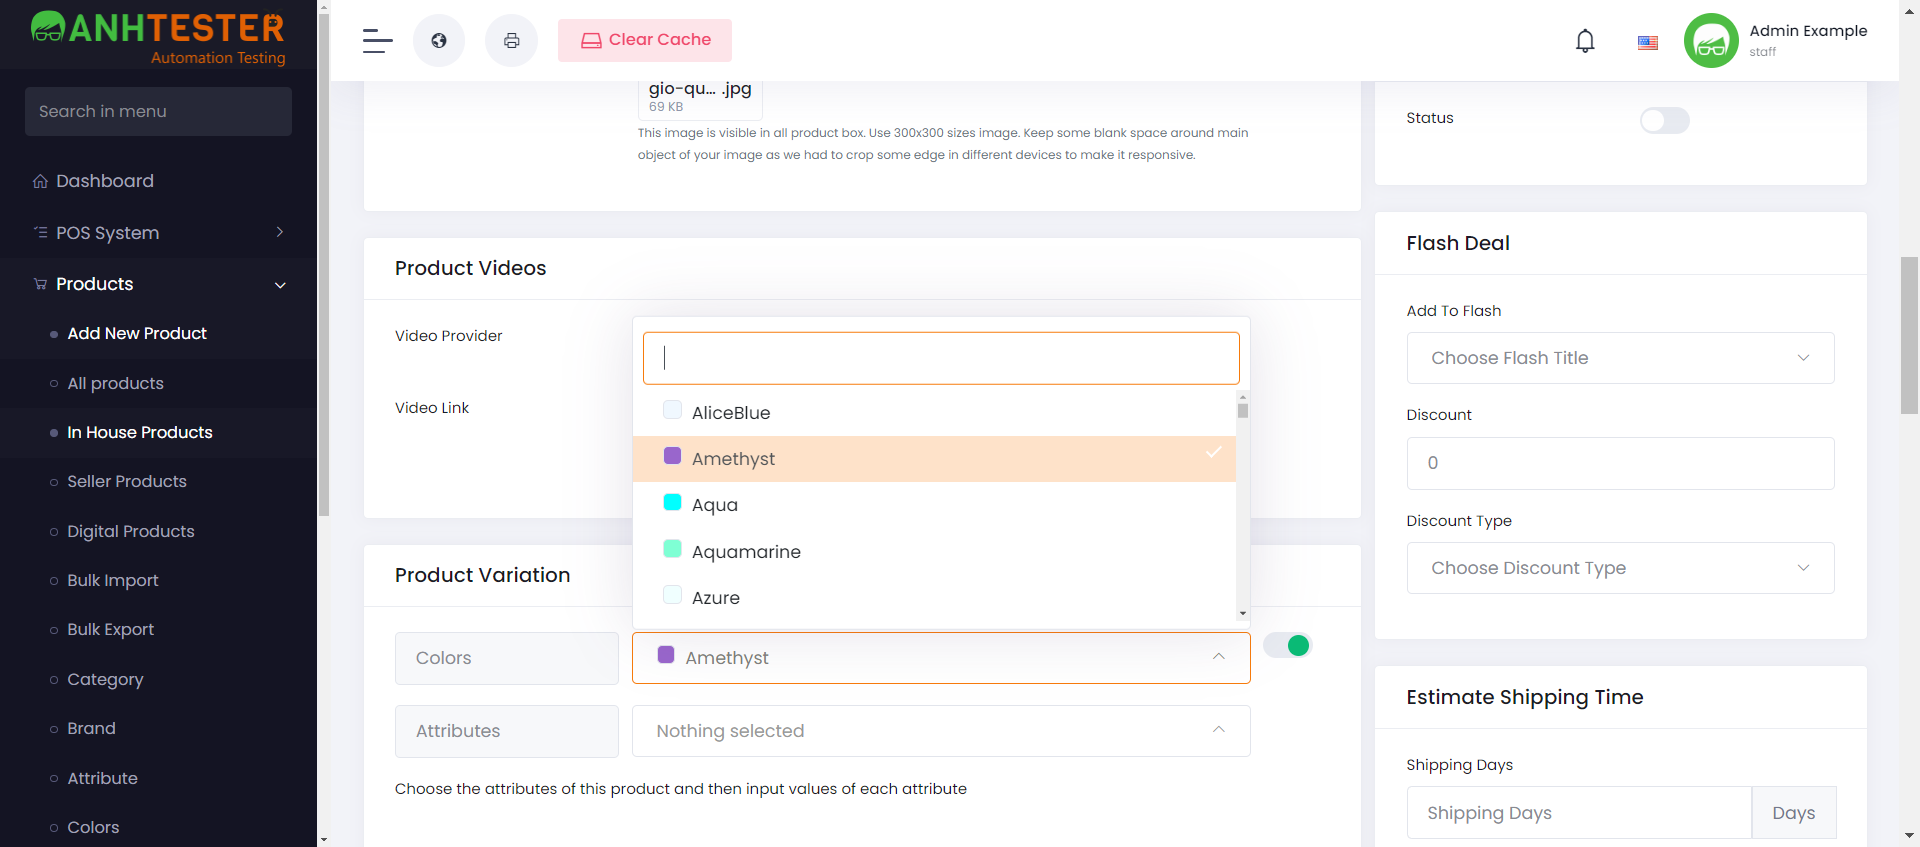 ANHTESTER
Automation Testing
Search in menu
Dashboard
POS System
Products
Add New Product
All products
In House Products
Seller Products
Digital Products
Bulk Import
Bulk Export
Category
Brand
Attribute
Colors
Clear Cache
Admin Example
staff
gio-qu... .jpg
69 KB
This image is visible in all product box. Use 300x300 sizes image. Keep some blank space around main
object of your image as we had to crop some edge in different devices to make it responsive.
Product Videos
Video Provider
Video Link
AliceBlue
Amethyst
Aqua
Aquamarine
Azure
Product Variation
Colors
Amethyst
Attributes
Nothing selected
Choose the attributes of this product and then input values of each attribute
Status
Flash Deal
Add To Flash
Choose Flash Title
Discount
0
Discount Type
Choose Discount Type
Estimate Shipping Time
Shipping Days
Shipping Days
Days